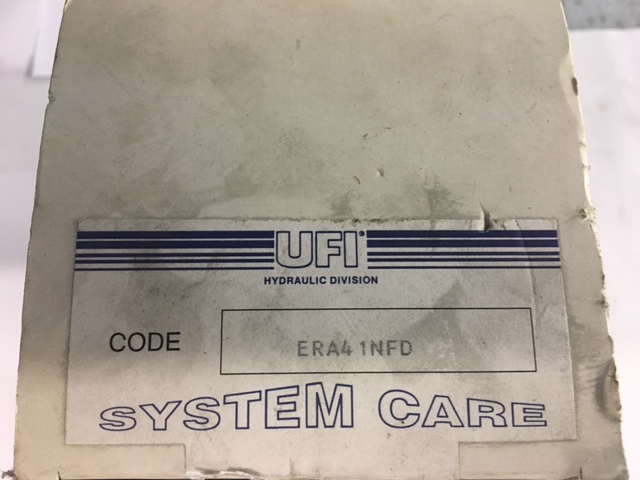 UFI®
HYDRAULIC DIVISION
CODE ERA41NFD
SYSTEM CARE